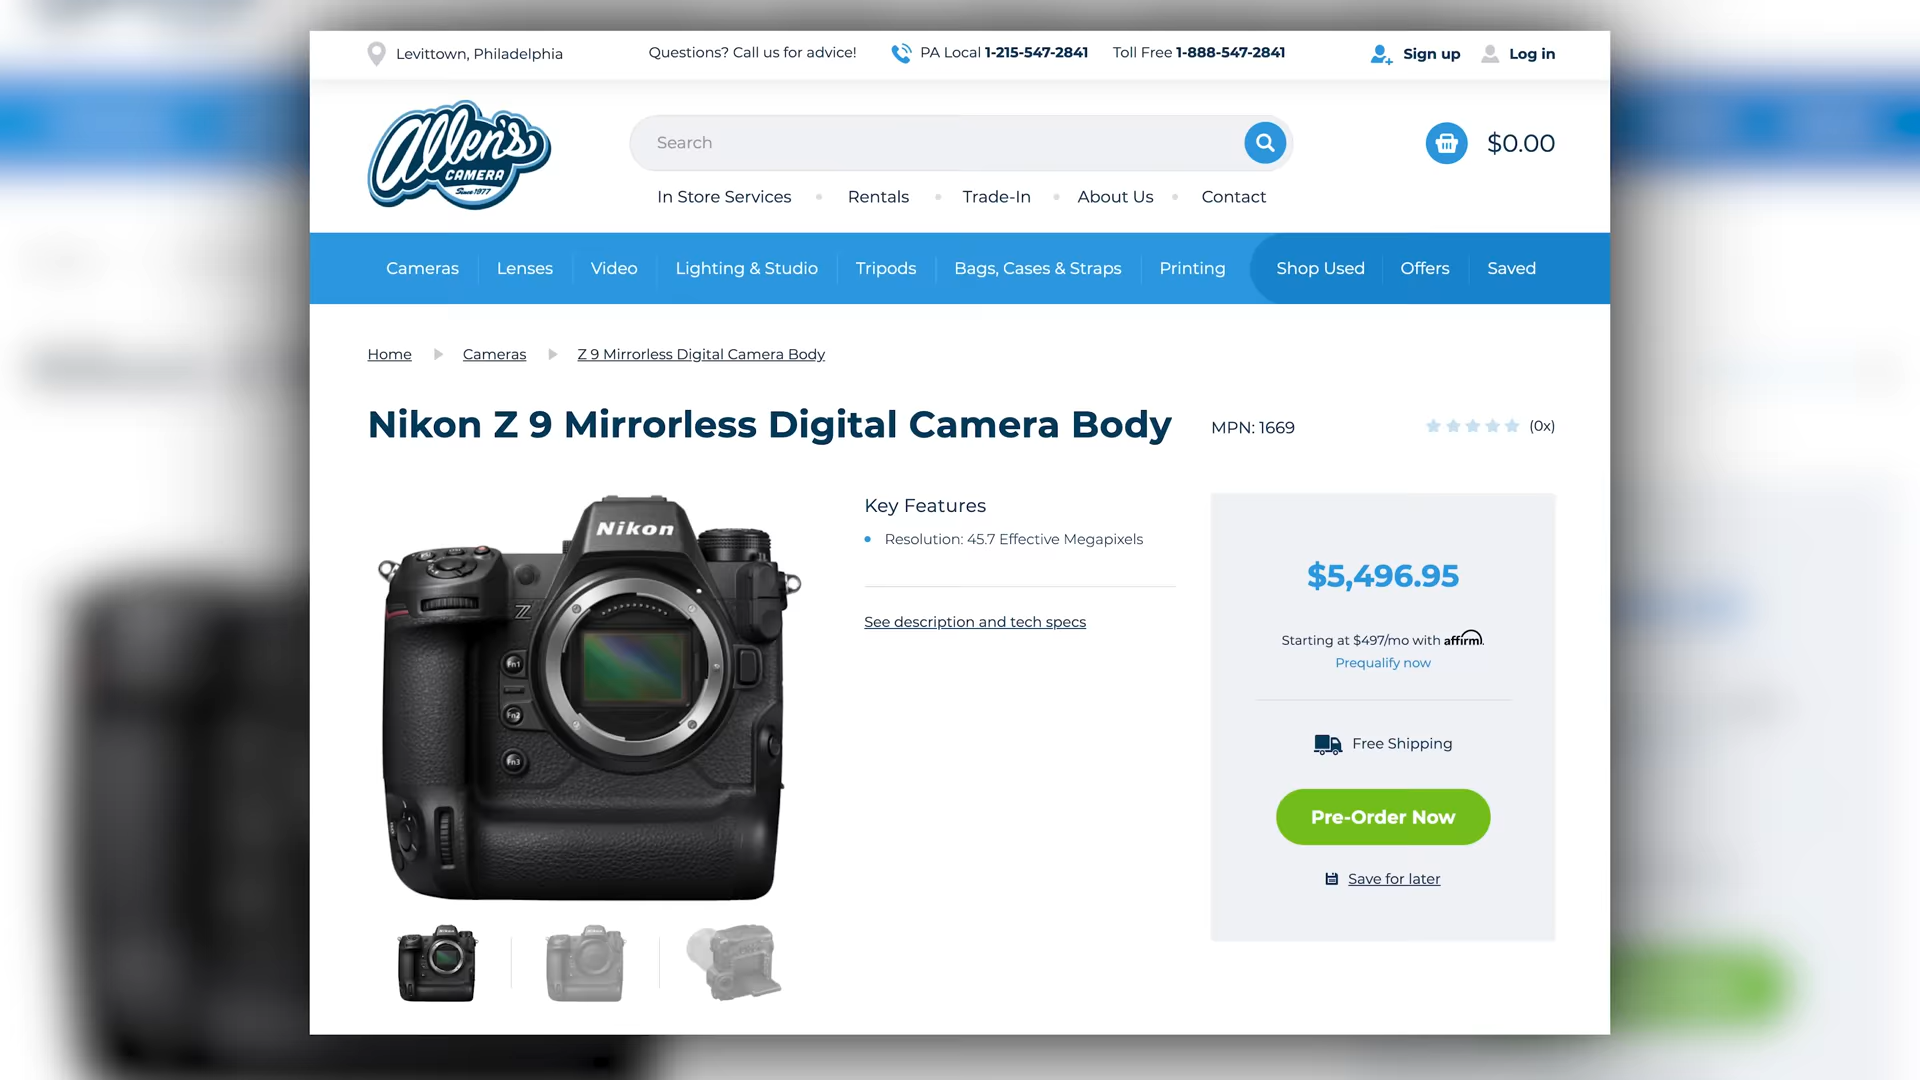 Levittown, Philadelphia
Questions? Call us for advice!
PA Local 1-215-547-2841
Toll Free 1-888-547-2841
Sign up
Log in
Allen's
CAMERA
Since 1977
Search
$0.00
In Store Services
Rentals
Trade-In
About Us
Contact
Cameras
Lenses
Video
Lighting & Studio
Tripods
Bags, Cases & Straps
Printing
Shop Used
Offers
Saved
Home
Cameras
Z 9 Mirrorless Digital Camera Body
Nikon Z 9 Mirrorless Digital Camera Body
MPN: 1669
(0x)
Nikon
Z
Fn1
Fn2
Fn3
Key Features
Resolution: 45.7 Effective Megapixels
See description and tech specs
$5,496.95
Starting at $497/mo with affirm.
Prequalify now
Free Shipping
Pre-Order Now
Save for later